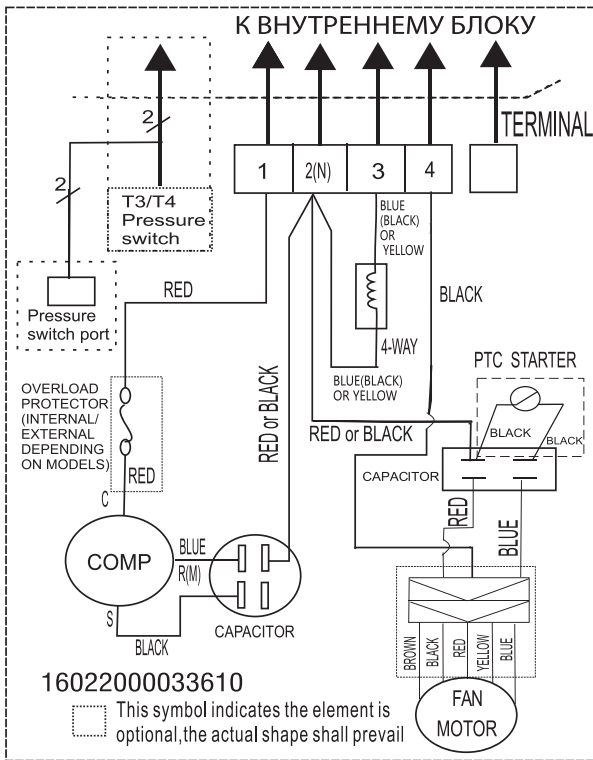 К ВНУТРЕННЕМУ БЛОКУ
2
TERMINAL
1
2(N)
3
4
2
T3/T4
Pressure
switch
BLUE
(BLACK)
OR
YELLOW
RED
BLACK
Pressure
switch port
4-WAY
PTC STARTER
BLUE(BLACK)
OR YELLOW
OVERLOAD
PROTECTOR
(INTERNAL/
EXTERNAL
DEPENDING
ON MODELS)
RED
RED or BLACK
RED or BLACK
BLACK
BLACK
CAPACITOR
C
RED
BLUE
COMP
BLUE
R(M)
S
BLACK
CAPACITOR
BROWN
BLACK
RED
YELLOW
BLUE
FAN
MOTOR
16022000033610
This symbol indicates the element is
optional,the actual shape shall prevail